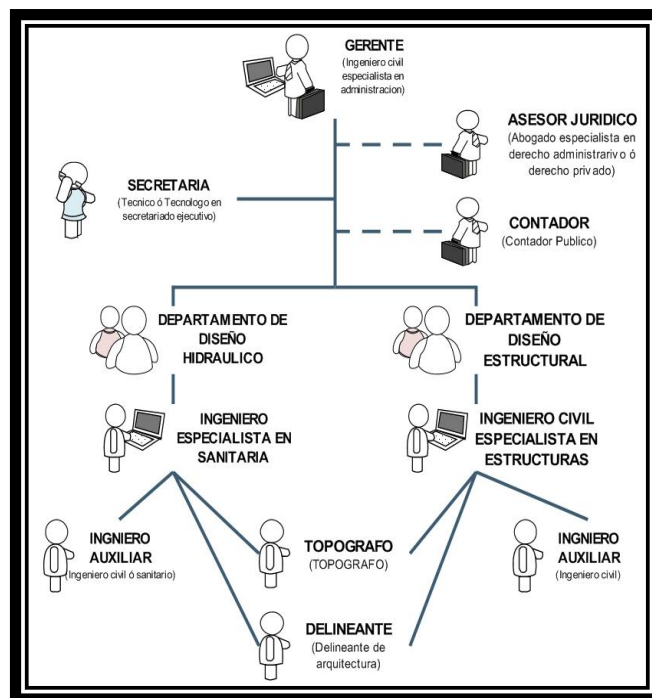 GERENTE
(Ingeniero civil
especialista en
administracion)
ASESOR JURIDICO
(Abogado especialista en
derecho administrarivo ó
derecho privado)
SECRETARIA
(Tecnico ó Tecnologo en
secretariado ejecutivo)
CONTADOR
(Contador Publico)
DEPARTAMENTO DE
DISEÑO
HIDRAULICO
DEPARTAMENTO DE
DISEÑO
ESTRUCTURAL
INGENIERO
ESPECIALISTA EN
SANITARIA
INGENIERO CIVIL
ESPECIALISTA EN
ESTRUCTURAS
INGNIERO
AUXILIAR
(Ingeniero civil ó sanitario)
TOPOGRAFO
(TOPOGRAFO)
INGNIERO
AUXILIAR
(Ingeniero civil)
DELINEANTE
(Delineante de
arquitectura)